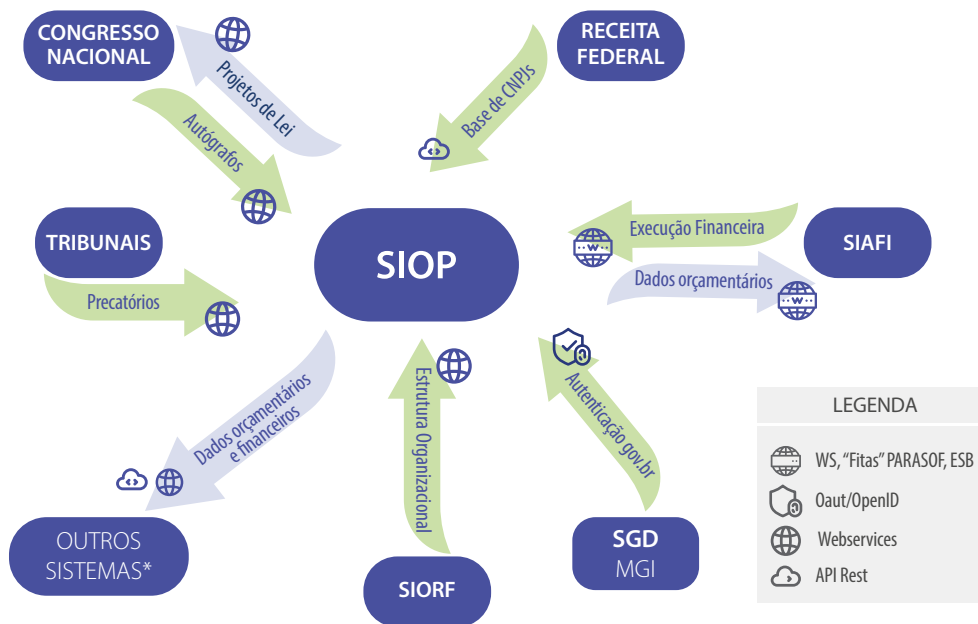 CONGRESSO
NACIONAL
RECEITA
FEDERAL
Projetos de Lei
Base de CNPJs
Autógrafos
TRIBUNAIS
SIOP
Execução Financeira
SIAFI
Precatórios
Dados orçamentários
W
W
Dados orçamentários
e financeiros
Estrutura Organizacional
Autenticação gov.br
OUTROS
SISTEMAS*
SIORF
SGD
MGI
LEGENDA
WS, “Fitas” PARASOF, ESB
Oaut/OpenID
Webservices
API Rest